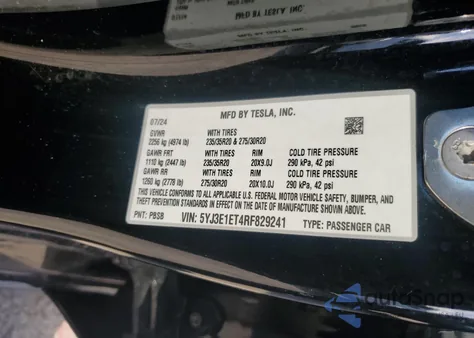 MFD BY TESLA, INC.
07/24
GVWR WITH TIRES
2256 kg (4974 lb) 235/35R20 & 275/30R20
GAWR FRT WITH TIRES RIM COLD TIRE PRESSURE
1110 kg (2447 lb) 235/35R20 20X9.0J 290 kPa, 42 psi
GAWR RR WITH TIRES RIM COLD TIRE PRESSURE
1260 kg (2778 lb) 275/30R20 20X10.0J 290 kPa, 42 psi
THIS VEHICLE CONFORMS TO ALL APPLICABLE U.S. FEDERAL MOTOR VEHICLE SAFETY, BUMPER, AND
THEFT PREVENTION STANDARDS IN EFFECT ON THE DATE OF MANUFACTURE SHOWN ABOVE.
PNT: PBSB VIN: 5YJ3E1ET4RF829241 TYPE: PASSENGER CAR
autosnap